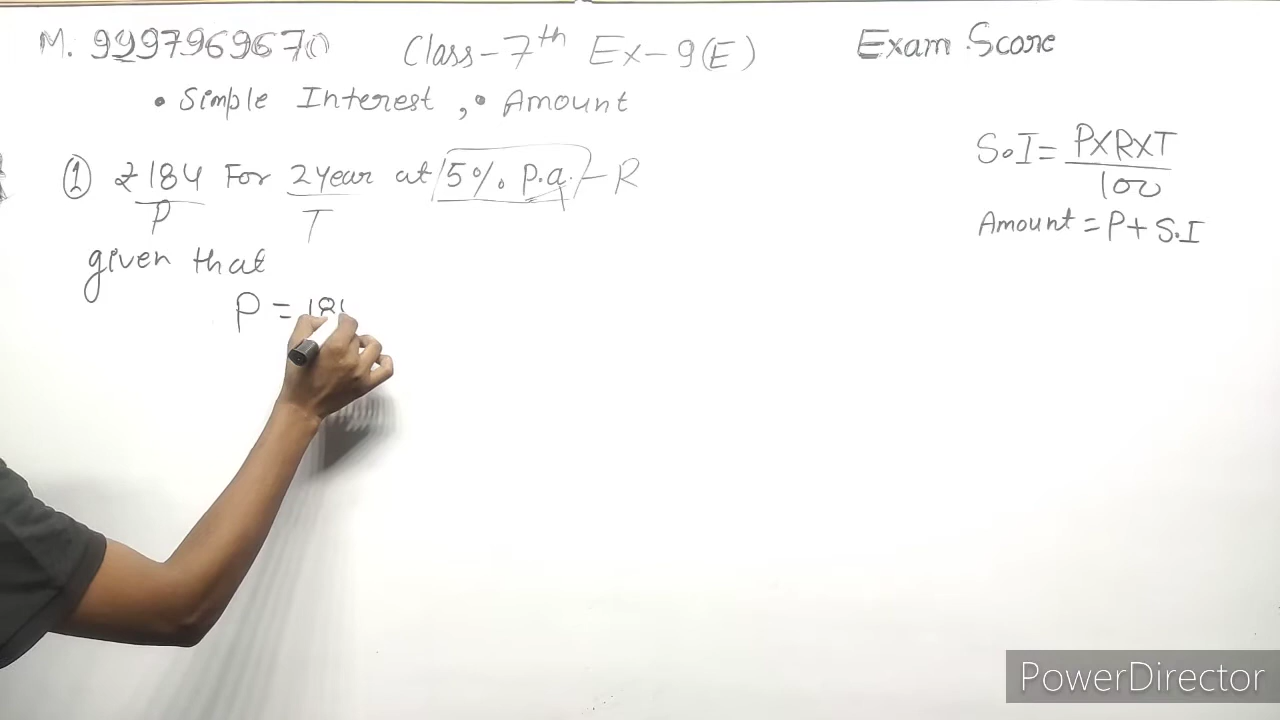 M. 9997969670 Class-7th Ex-9(E) Exam Score
• Simple Interest, • Amount
① ₹184 For 2 Year at 5% p.a. - R
P T
S.I = P×R×T
100
Amount = P + S.I
given that
P = 184
PowerDirector